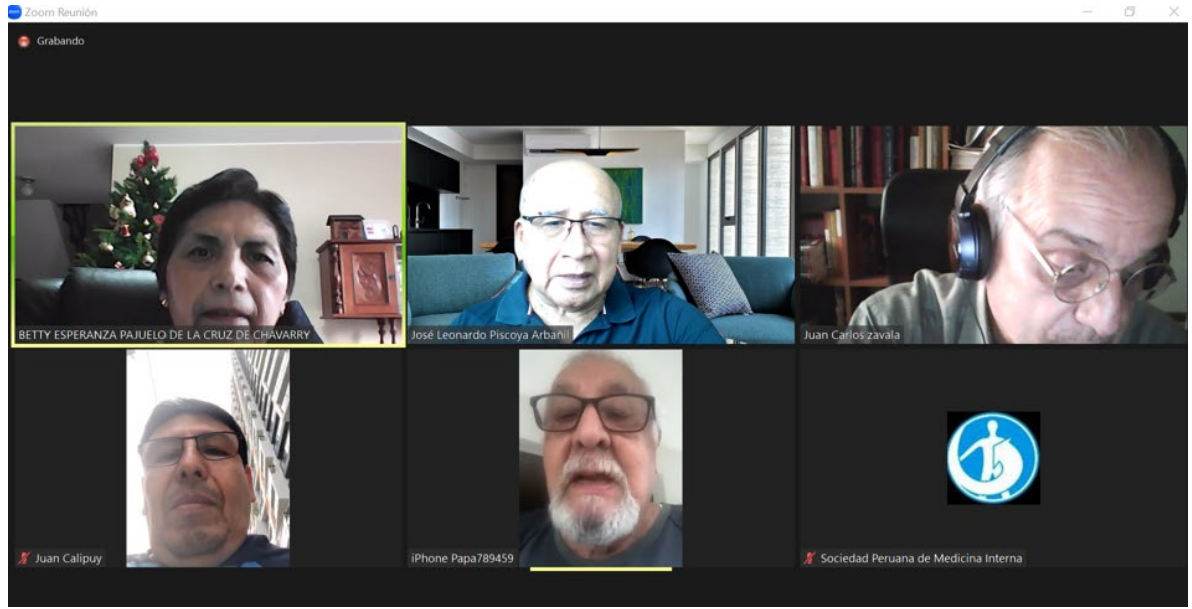 zoom Zoom Reunión
Grabando
BETTY ESPERANZA PAJUELO DE LA CRUZ DE CHAVARRY
José Leonardo Piscoya Arbañil
Juan Carlos zavala
Juan Calipuy
iPhone Papa789459
Sociedad Peruana de Medicina Interna